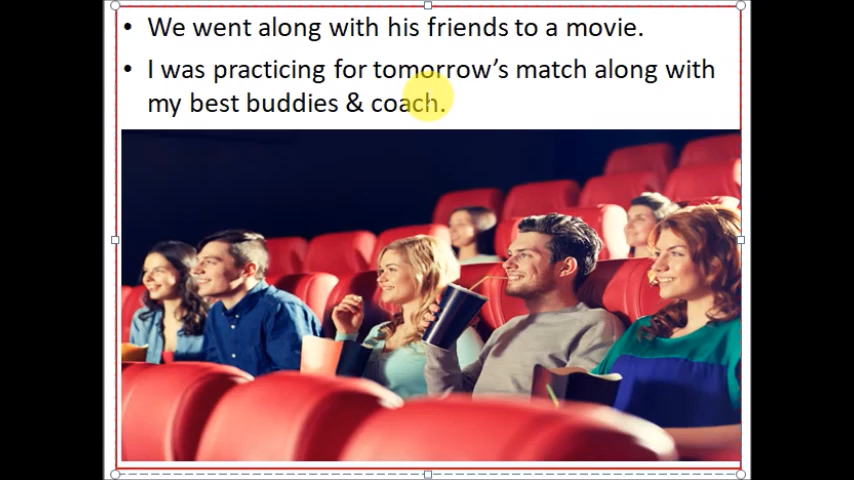 • We went along with his friends to a movie.
• I was practicing for tomorrow’s match along with
my best buddies & coach.